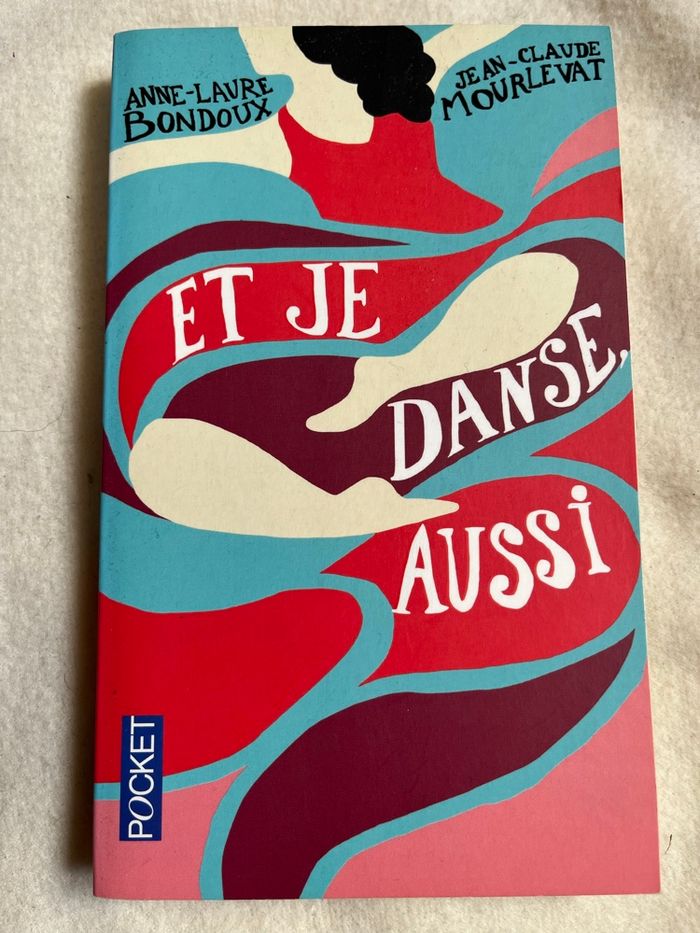 ANNE-LAURE
BONDOUX
JEAN-CLAUDE
MOURLEVAT
ET JE
DANSE,
AUSSI
POCKET